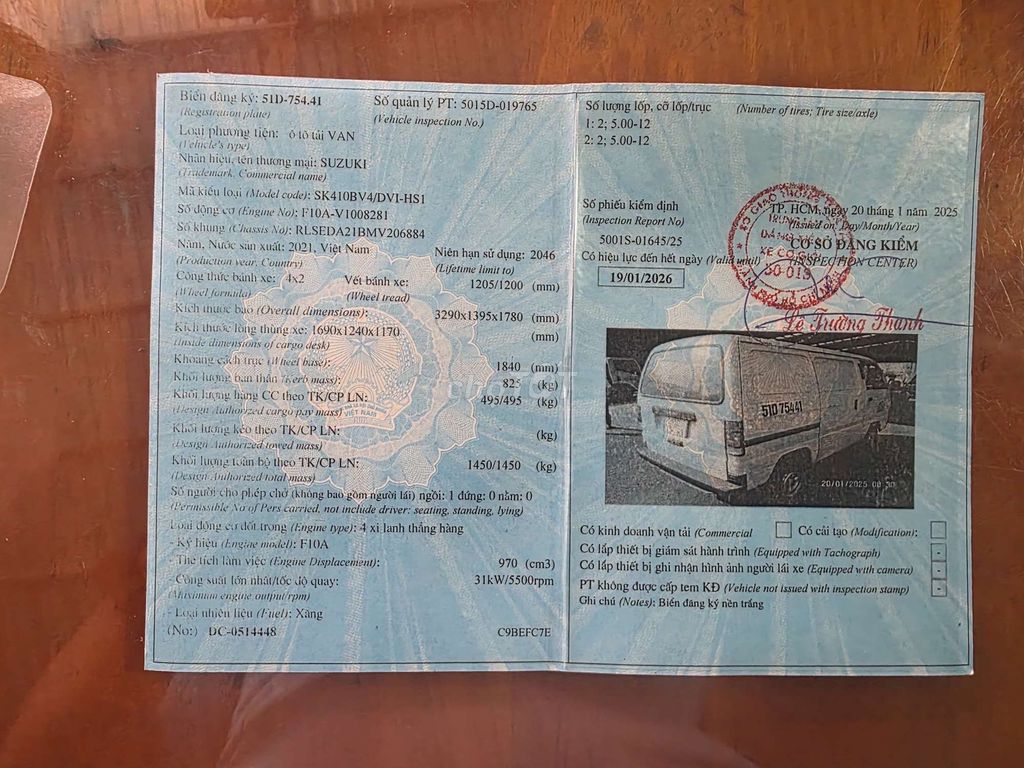 Biển đăng ký: 51D-754.41
(Registration plate)
Số quản lý PT: 5015D-019765
(Vehicle inspection No.)
Loại phương tiện: ô tô tải VAN
(Vehicle's type)
Nhãn hiệu, tên thương mại: SUZUKI
(Trademark, Commercial name)
Mã kiểu loại (Model code): SK410BV4/DVI-HS1
Số động cơ (Engine No): F10A-V1008281
Số khung (Chassis No): RLSEDA21BMV206884
Năm, Nước sản xuất: 2021, Việt Nam
(Production year, Country)
Niên hạn sử dụng: 2046
(Lifetime limit to)
Công thức bánh xe: 4x2
(Wheel formula)
Vết bánh xe: 1205/1200 (mm)
(Wheel tread)
Kích thước bao (Overall dimensions): 3290x1395x1780 (mm)
Kích thước lòng thùng xe: 1690x1240x1170 (mm)
(Inside dimensions of cargo desk)
Khoảng cách trục (Wheel base): 1840 (mm)
Khối lượng bản thân (Kerb mass): 825 (kg)
Khối lượng hàng CC theo TK/CP LN: 495/495 (kg)
(Design Authorized cargo pay mass)
Khối lượng kéo theo TK/CP LN: (kg)
(Design Authorized towed mass)
Khối lượng toàn bộ theo TK/CP LN: 1450/1450 (kg)
(Design Authorized total mass)
Số người cho phép chở (không bao gồm người lái) ngồi: 1 đứng: 0 nằm: 0
(Permissible No of Pers carried, not include driver: seating, standing, lying)
Loại động cơ đốt trong (Engine type): 4 xi lanh thẳng hàng
- Ký hiệu (Engine model): F10A
- Thể tích làm việc (Engine Displacement): 970 (cm3)
- Công suất lớn nhất/tốc độ quay: 31kW/5500rpm
(Maximum engine output/rpm)
- Loại nhiên liệu (Fuel): Xăng
(No:) DC-0514448
C9BEFC7E
VIỆT NAM
Số lượng lốp, cỡ lốp/trục (Number of tires; Tire size/axle)
1: 2; 5.00-12
2: 2; 5.00-12
Số phiếu kiểm định
(Inspection Report No)
5001S-01645/25
Có hiệu lực đến hết ngày (Valid until)
19/01/2026
TP. HCM, ngày 20 tháng 1 năm 2025
(Issued on: Day/Month/Year)
CƠ SỞ ĐĂNG KIỂM
(INSPECTION CENTER)
50-01S
Lê Trường Thanh
51D 75441
20/01/2025 08:30
Có kinh doanh vận tải (Commercial
Có cải tạo (Modification):
Có lắp thiết bị giám sát hành trình (Equipped with Tachograph) -
Có lắp thiết bị ghi nhận hình ảnh người lái xe (Equipped with camera) -
PT không được cấp tem KĐ (Vehicle not issued with inspection stamp) -
Ghi chú (Notes): Biển đăng ký nền trắng